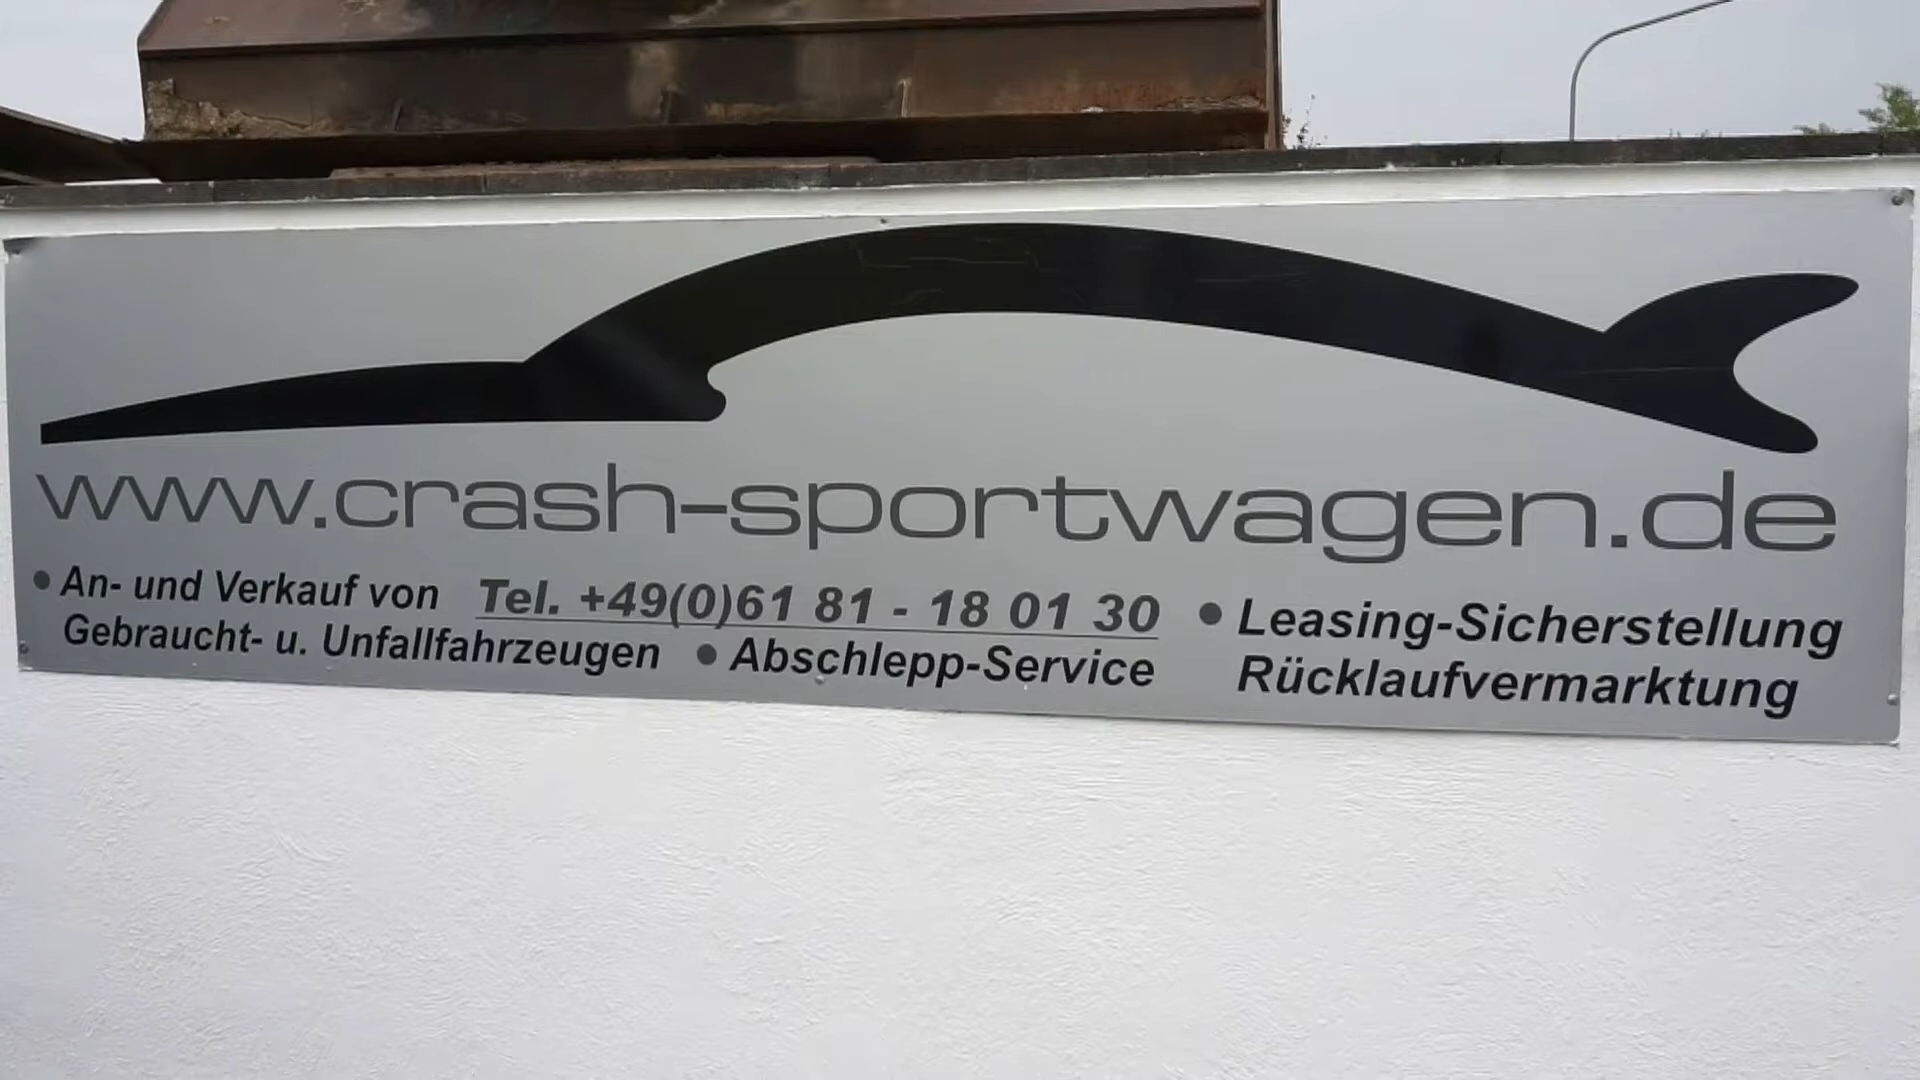 www.crash-sportwagen.de
• An- und Verkauf von
Gebraucht- u. Unfallfahrzeugen
Tel. +49(0)61 81 - 18 01 30
• Abschlepp-Service
• Leasing-Sicherstellung
Rücklaufvermarktung